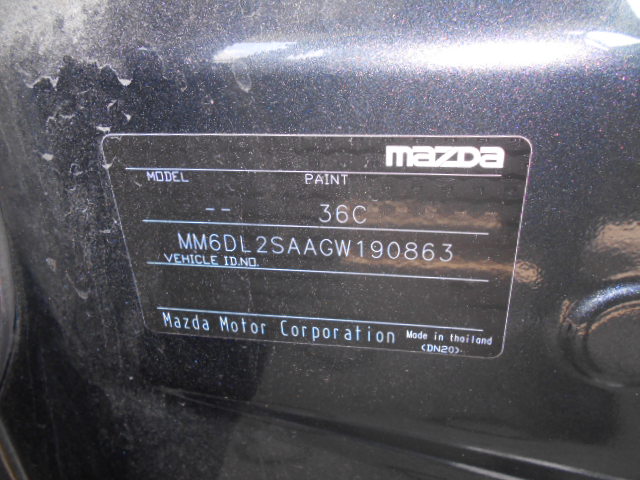 mazda
MODEL PAINT
-- 36C
MM6DL2SAAGW190863
VEHICLE ID.NO.
Mazda Motor Corporation Made in thailand
<DN20>